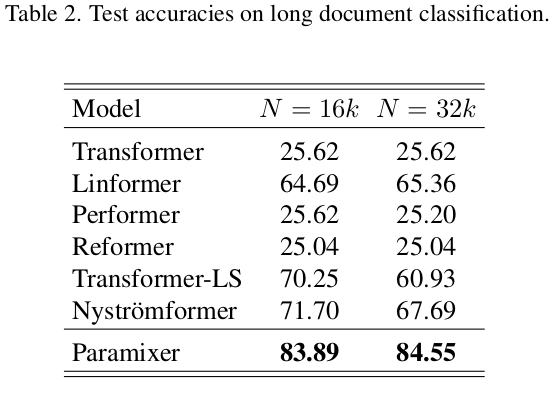 Table 2. Test accuracies on long document classification.
Model N = 16k N = 32k
Transformer 25.62 25.62
Linformer 64.69 65.36
Performer 25.62 25.20
Reformer 25.04 25.04
Transformer-LS 70.25 60.93
Nyströmformer 71.70 67.69
Paramixer 83.89 84.55